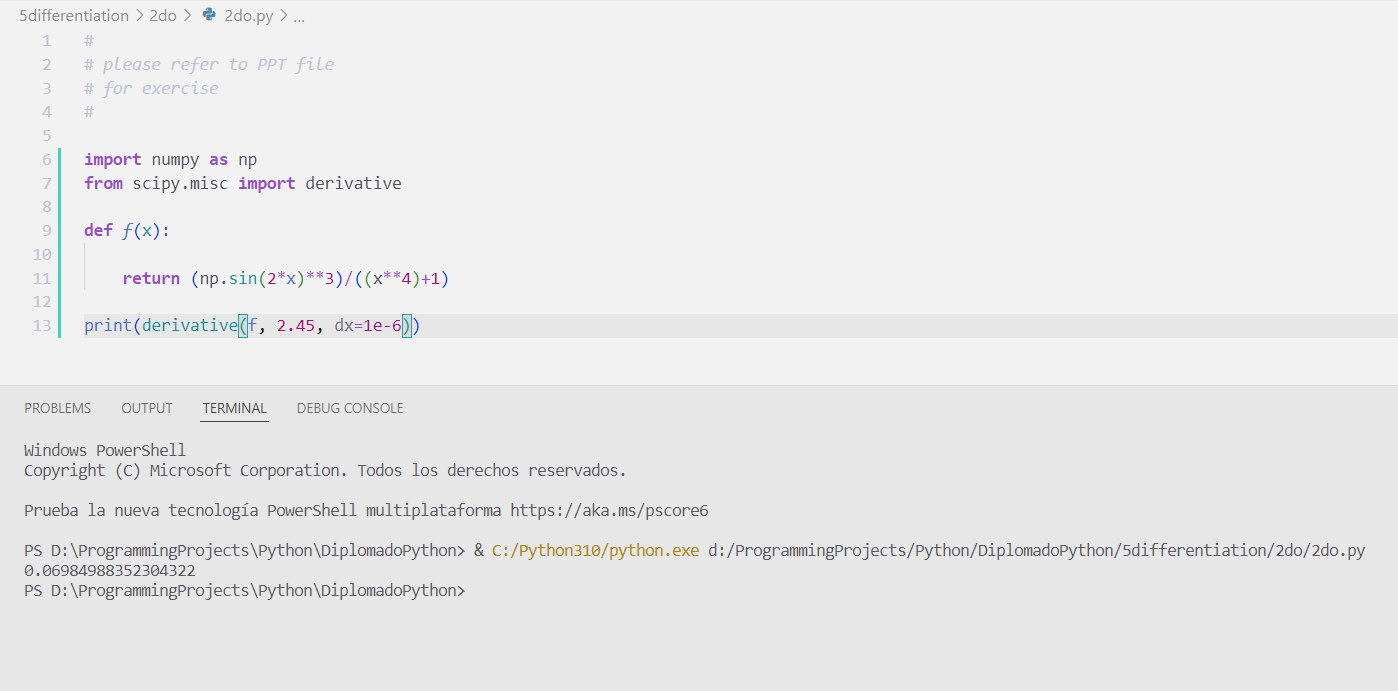 5differentiation > 2do > 2do.py > ...
1 #
2 # please refer to PPT file
3 # for exercise
4 #
5
6 import numpy as np
7 from scipy.misc import derivative
8
9 def f(x):
10
11 return (np.sin(2*x)**3)/((x**4)+1)
12
13 print(derivative(f, 2.45, dx=1e-6))
PROBLEMS OUTPUT TERMINAL DEBUG CONSOLE
Windows PowerShell
Copyright (C) Microsoft Corporation. Todos los derechos reservados.
Prueba la nueva tecnología PowerShell multiplataforma https://aka.ms/pscore6
PS D:\ProgrammingProjects\Python\DiplomadoPython> & C:/Python310/python.exe d:/ProgrammingProjects/Python/DiplomadoPython/5differentiation/2do/2do.py
0.06984988352304322
PS D:\ProgrammingProjects\Python\DiplomadoPython>